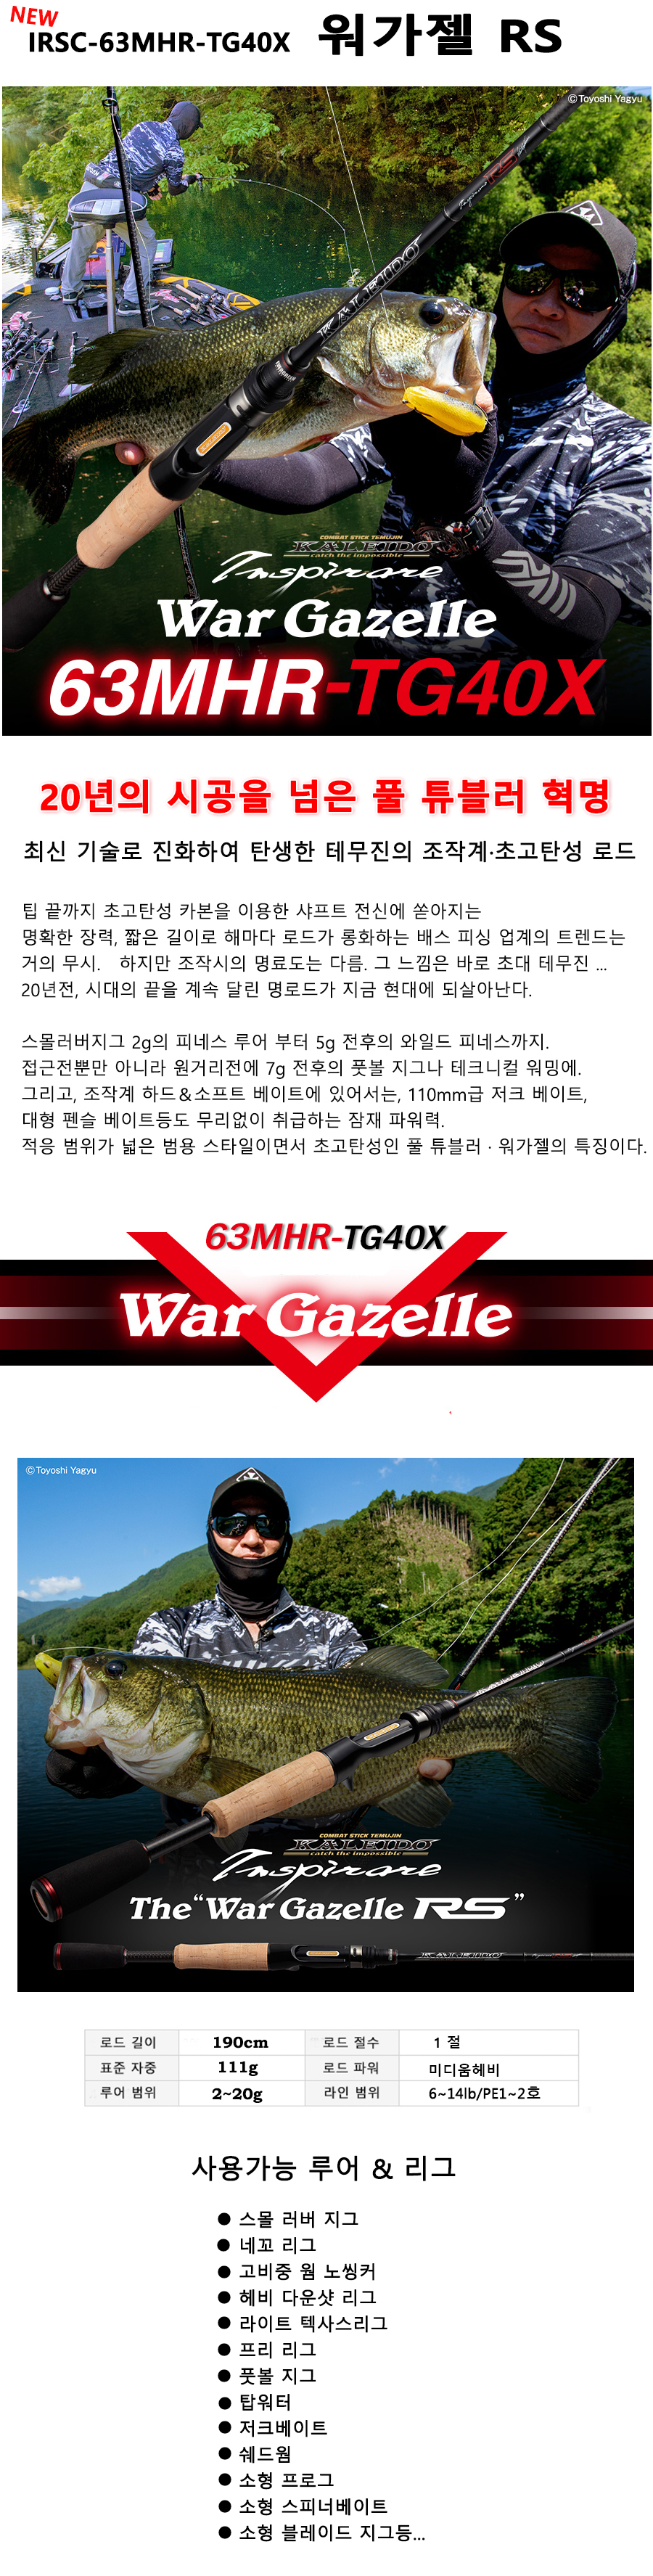 NEW
IRSC-63MHR-TG40X 워가젤 RS
©Toyoshi Yagyu
Inspirare RS
KALEIDO
COMBAT STICK TEMUJIN
KALEIDO
catch the impossible
Inspirare
War Gazelle
63MHR-TG40X
20년의 시공을 넘은 풀 튜블러 혁명
최신 기술로 진화하여 탄생한 테무진의 조작계·초고탄성 로드
팁 끝까지 초고탄성 카본을 이용한 샤프트 전신에 쏟아지는
명확한 장력, 짧은 길이로 해마다 로드가 롱화하는 배스 피싱 업계의 트렌드는
거의 무시. 하지만 조작시의 명료도는 다름. 그 느낌은 바로 초대 테무진 ...
20년전, 시대의 끝을 계속 달린 명로드가 지금 현대에 되살아난다.
스몰러버지그 2g의 피네스 루어 부터 5g 전후의 와일드 피네스까지.
접근전뿐만 아니라 원거리전에 7g 전후의 풋볼 지그나 테크니컬 워밍에.
그리고, 조작계 하드&소프트 베이트에 있어서는, 110mm급 저크 베이트,
대형 펜슬 베이트등도 무리없이 취급하는 잠재 파워력.
적응 범위가 넓은 범용 스타일이면서 초고탄성인 풀 튜블러 · 워가젤의 특징이다.
63MHR-TG40X
War Gazelle
©Toyoshi Yagyu
COMBAT STICK TEMUJIN
KALEIDO
catch the impossible
Inspirare
The "War Gazelle RS"
로드 길이 190cm 로드 절수 1 절
표준 자중 111g 로드 파워 미디움헤비
루어 범위 2~20g 라인 범위 6~14lb/PE1~2호
사용가능 루어 & 리그
● 스몰 러버 지그
● 네꼬 리그
● 고비중 웜 노씽커
● 헤비 다운샷 리그
● 라이트 텍사스리그
● 프리 리그
● 풋볼 지그
● 탑워터
● 저크베이트
● 쉐드웜
● 소형 프로그
● 소형 스피너베이트
● 소형 블레이드 지그등...